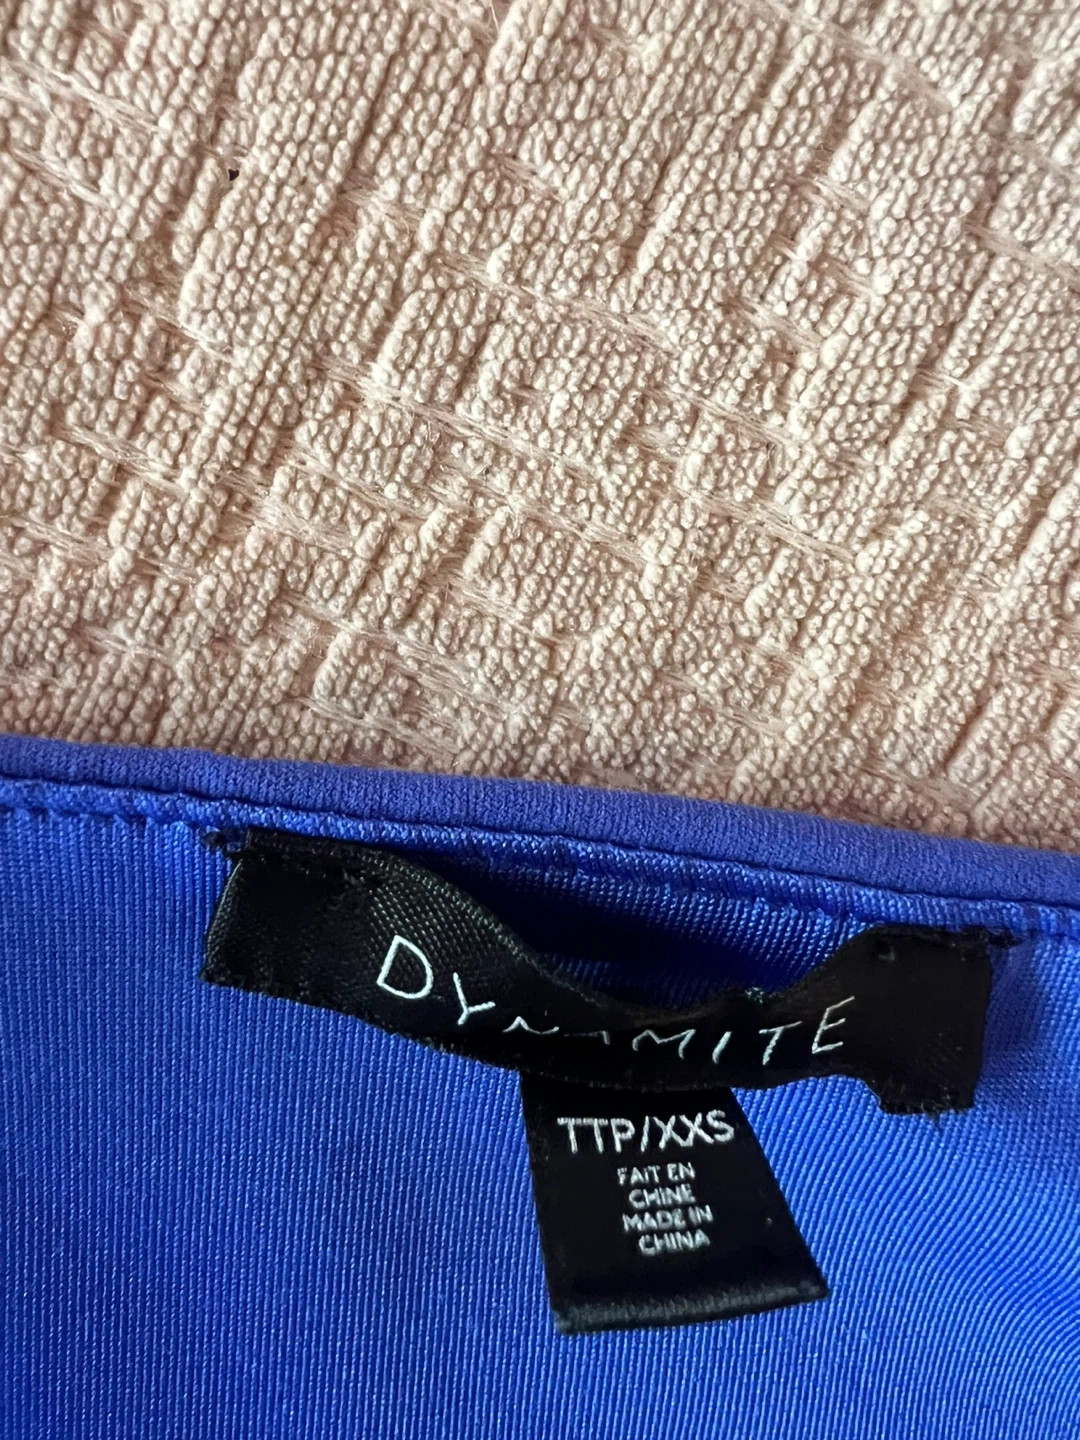 DYNAMITE
TTP/XXS
FAIT EN
CHINE
MADE IN
CHINA